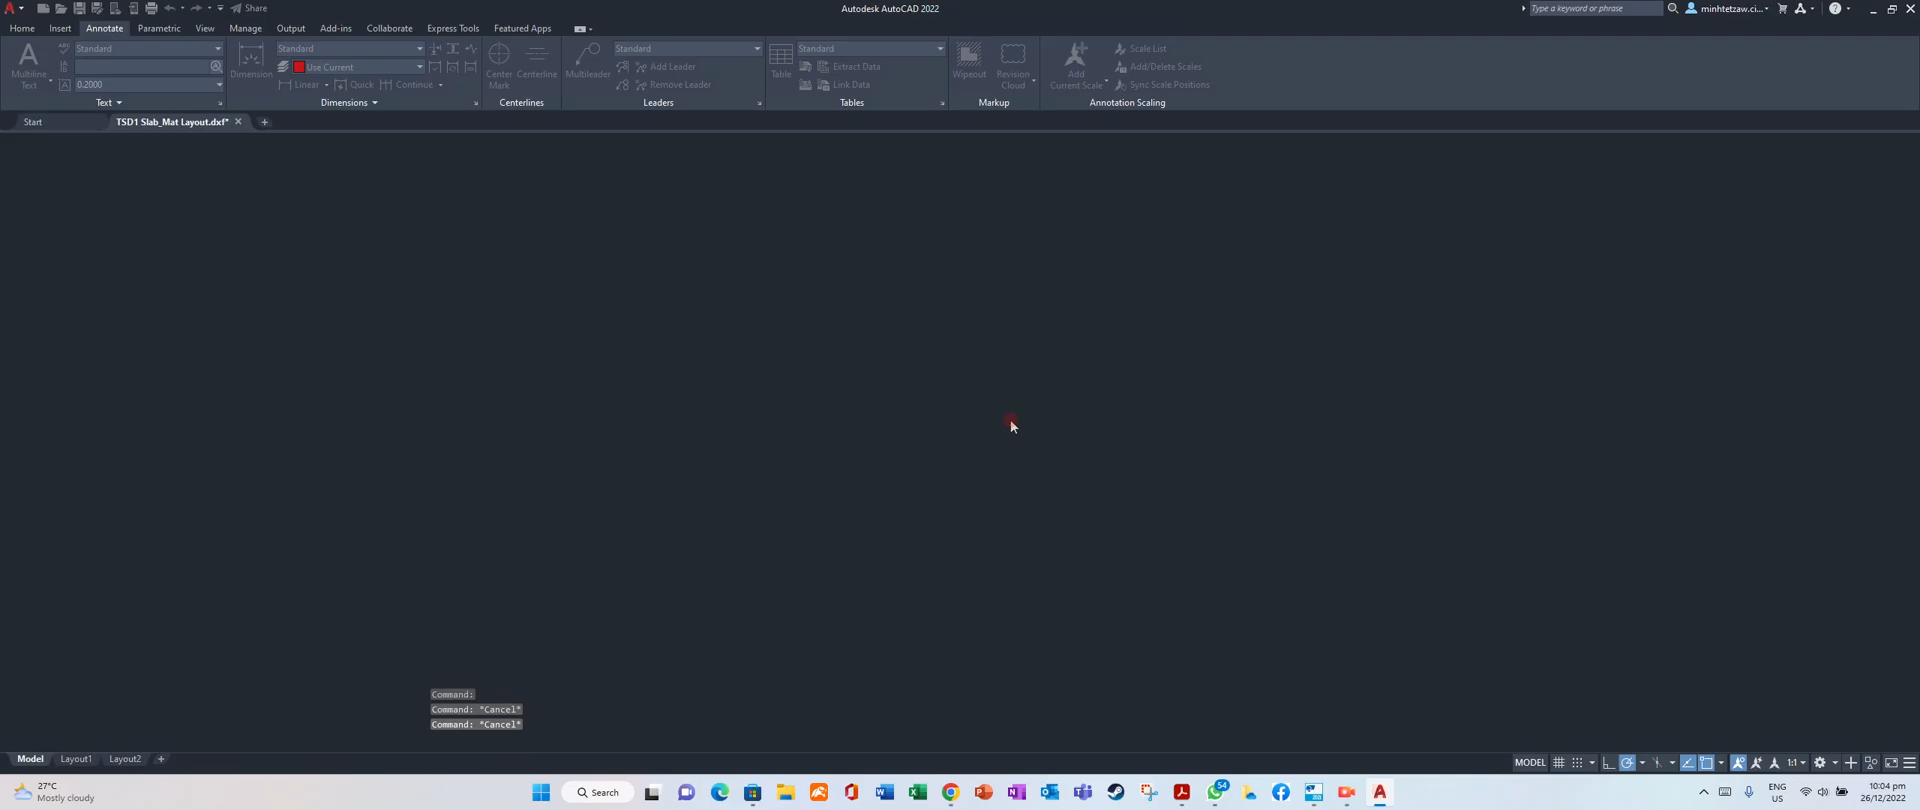 Share
Autodesk AutoCAD 2022
Type a keyword or phrase
minhtetzaw.ci...
Home Insert Annotate Parametric View Manage Output Add-ins Collaborate Express Tools Featured Apps
Standard
Multiline Text
0.2000
Text
Dimension
Standard
Use Current
Linear Quick Continue
Dimensions
Center Mark
Centerline
Centerlines
Multileader
Standard
Add Leader
Remove Leader
Leaders
Table
Standard
Extract Data
Link Data
Tables
Wipeout
Revision Cloud
Markup
Add Current Scale
Scale List
Add/Delete Scales
Sync Scale Positions
Annotation Scaling
Start TSD1 Slab_Mat Layout.dxf*
Command:
Command: *Cancel*
Command: *Cancel*
Model Layout1 Layout2
MODEL 1:1
27°C
Mostly cloudy
Search
54
ENG
US
10:04 pm
26/12/2022